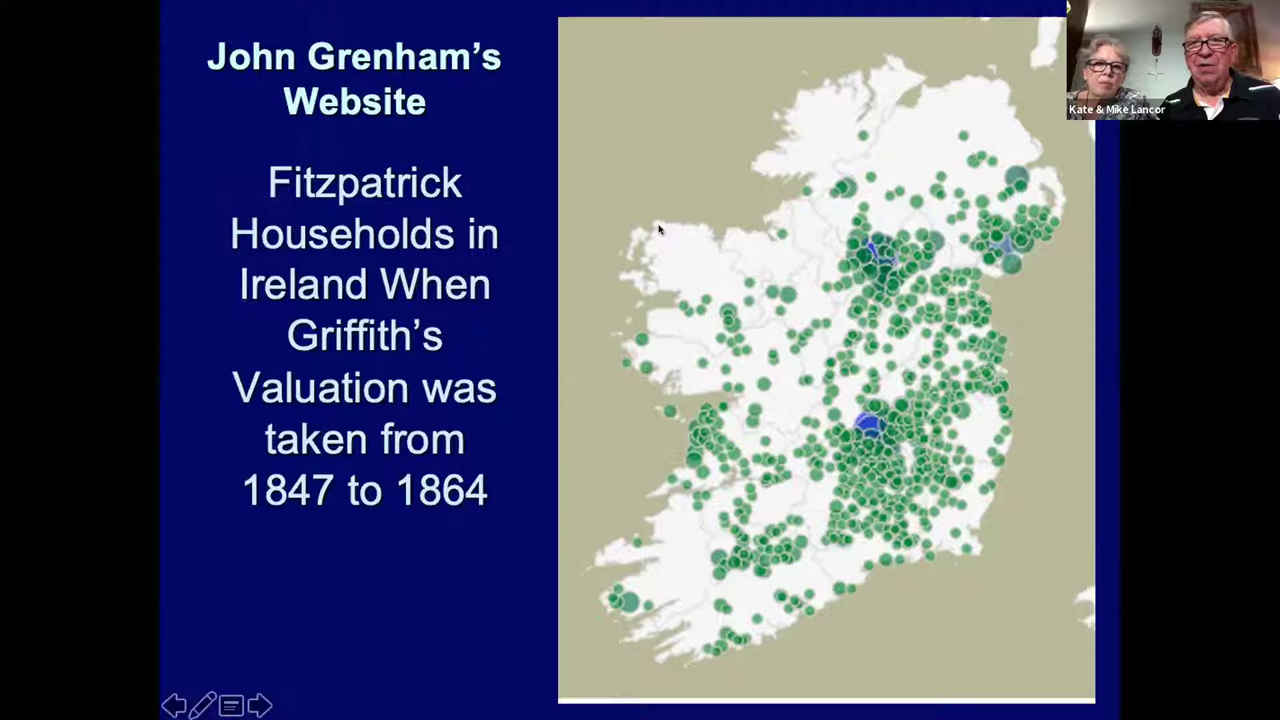 John Grenham's
Website
Fitzpatrick
Households in
Ireland When
Griffith's
Valuation was
taken from
1847 to 1864
Kate & Mike Lancor